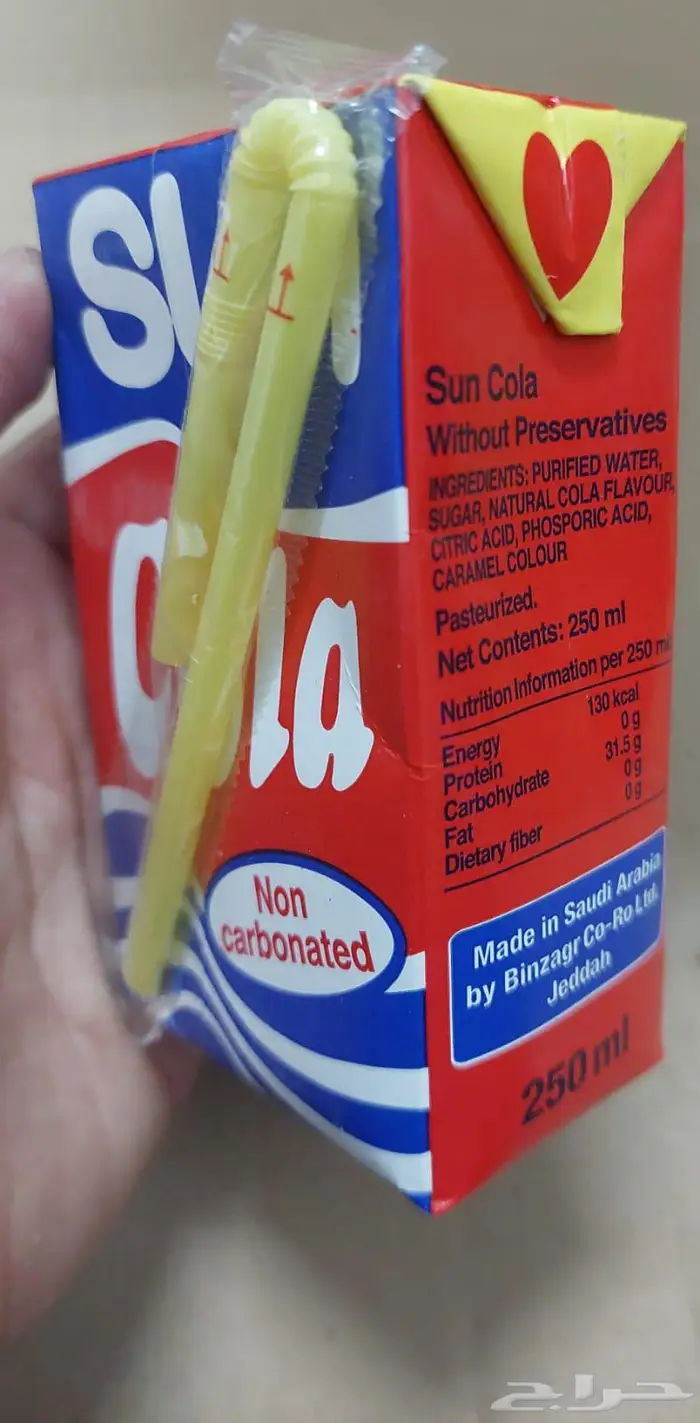 Sun
Cola
Non
carbonated
Sun Cola
Without Preservatives
INGREDIENTS: PURIFIED WATER,
SUGAR, NATURAL COLA FLAVOUR,
CITRIC ACID, PHOSPORIC ACID,
CARAMEL COLOUR
Pasteurized.
Net Contents: 250 ml
Nutrition Information per 250 ml
Energy 130 kcal
Protein 0 g
Carbohydrate 31.5 g
Fat 0 g
Dietary fiber 0 g
Made in Saudi Arabia
by Binzagr Co-Ro Ltd.
Jeddah
250 ml
حراج